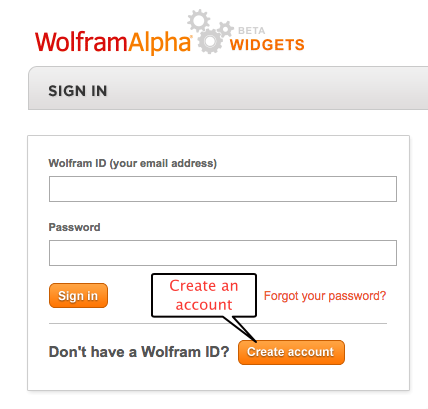 BETA
WolframAlpha WIDGETS
SIGN IN
Wolfram ID (your email address)
Password
Create an
account
Sign in
Forgot your password?
Don't have a Wolfram ID?
Create account